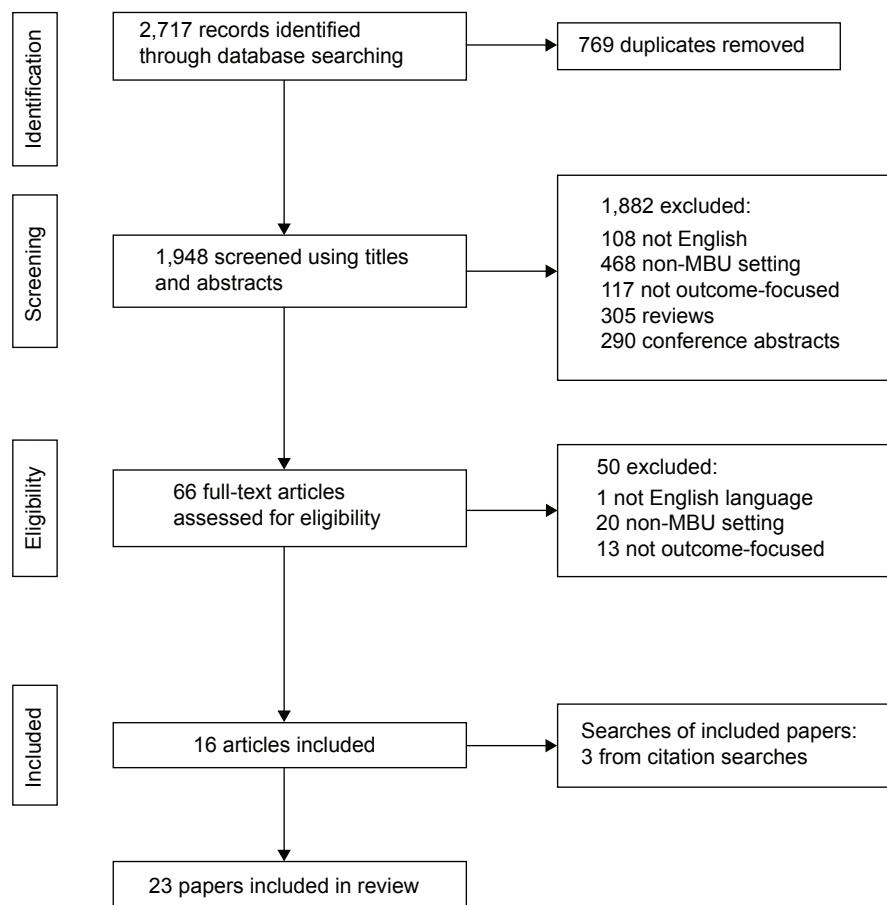 Identification
2,717 records identified
through database searching
769 duplicates removed
Screening
1,948 screened using titles
and abstracts
1,882 excluded:
108 not English
468 non-MBU setting
117 not outcome-focused
305 reviews
290 conference abstracts
Eligibility
66 full-text articles
assessed for eligibility
50 excluded:
1 not English language
20 non-MBU setting
13 not outcome-focused
Included
16 articles included
Searches of included papers:
3 from citation searches
23 papers included in review